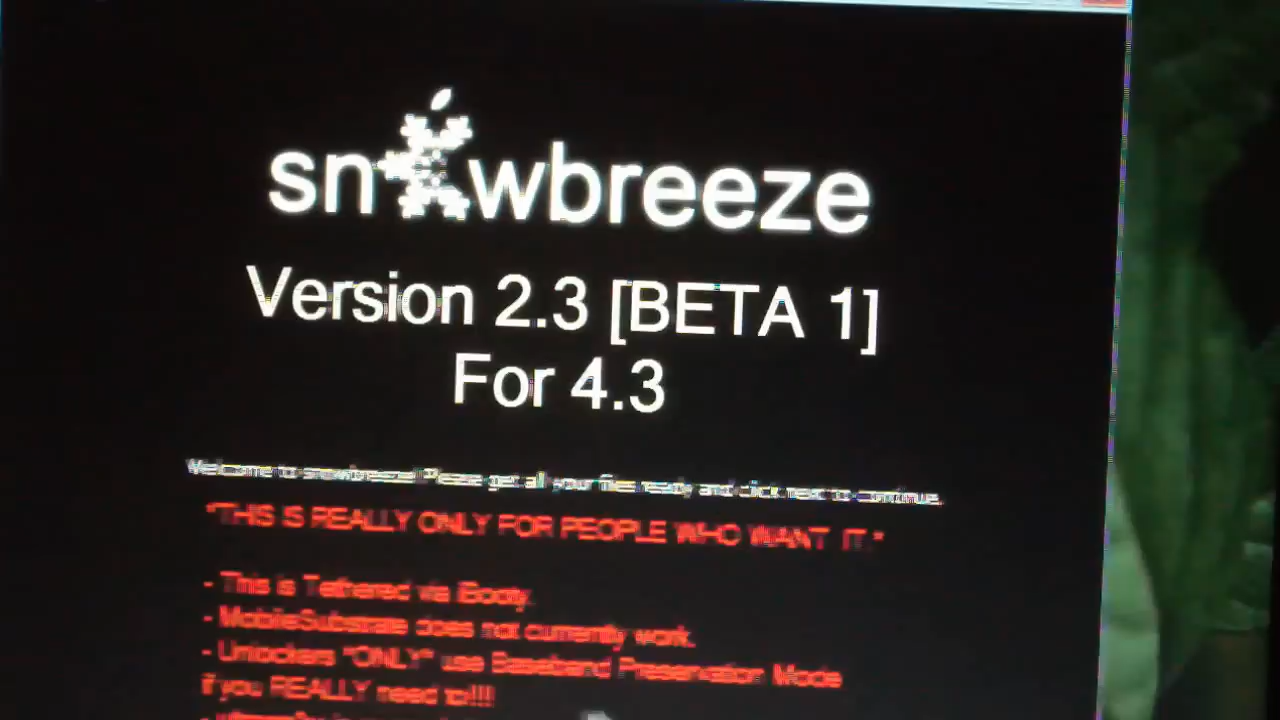 snowbreeze
Version 2.3 [BETA 1]
For 4.3
Welcome to snowbreeze! Please get all your files ready and click next to continue.
*THIS IS REALLY ONLY FOR PEOPLE WHO WANT IT.*
- This is Tethered via iBooty.
- MobileSubstrate does not currently work.
- Unlockers *ONLY* use Baseband Preservation Mode
if you REALLY need to!!!!